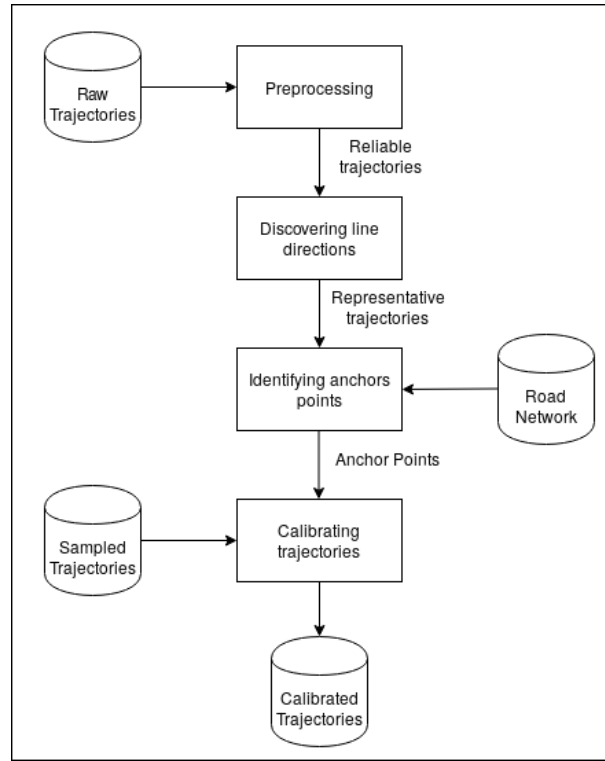 Raw
Trajectories
Preprocessing
Reliable
trajectories
Discovering line
directions
Representative
trajectories
Identifying anchors
points
Road
Network
Anchor Points
Sampled
Trajectories
Calibrating
trajectories
Calibrated
Trajectories